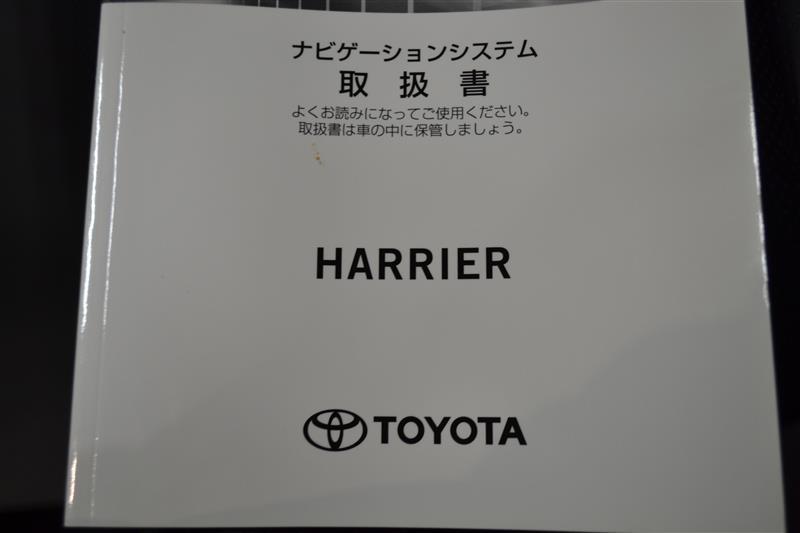 ナビゲーションシステム
取扱書
よくお読みになってご使用ください。
取扱書は車の中に保管しましょう。
HARRIER
TOYOTA